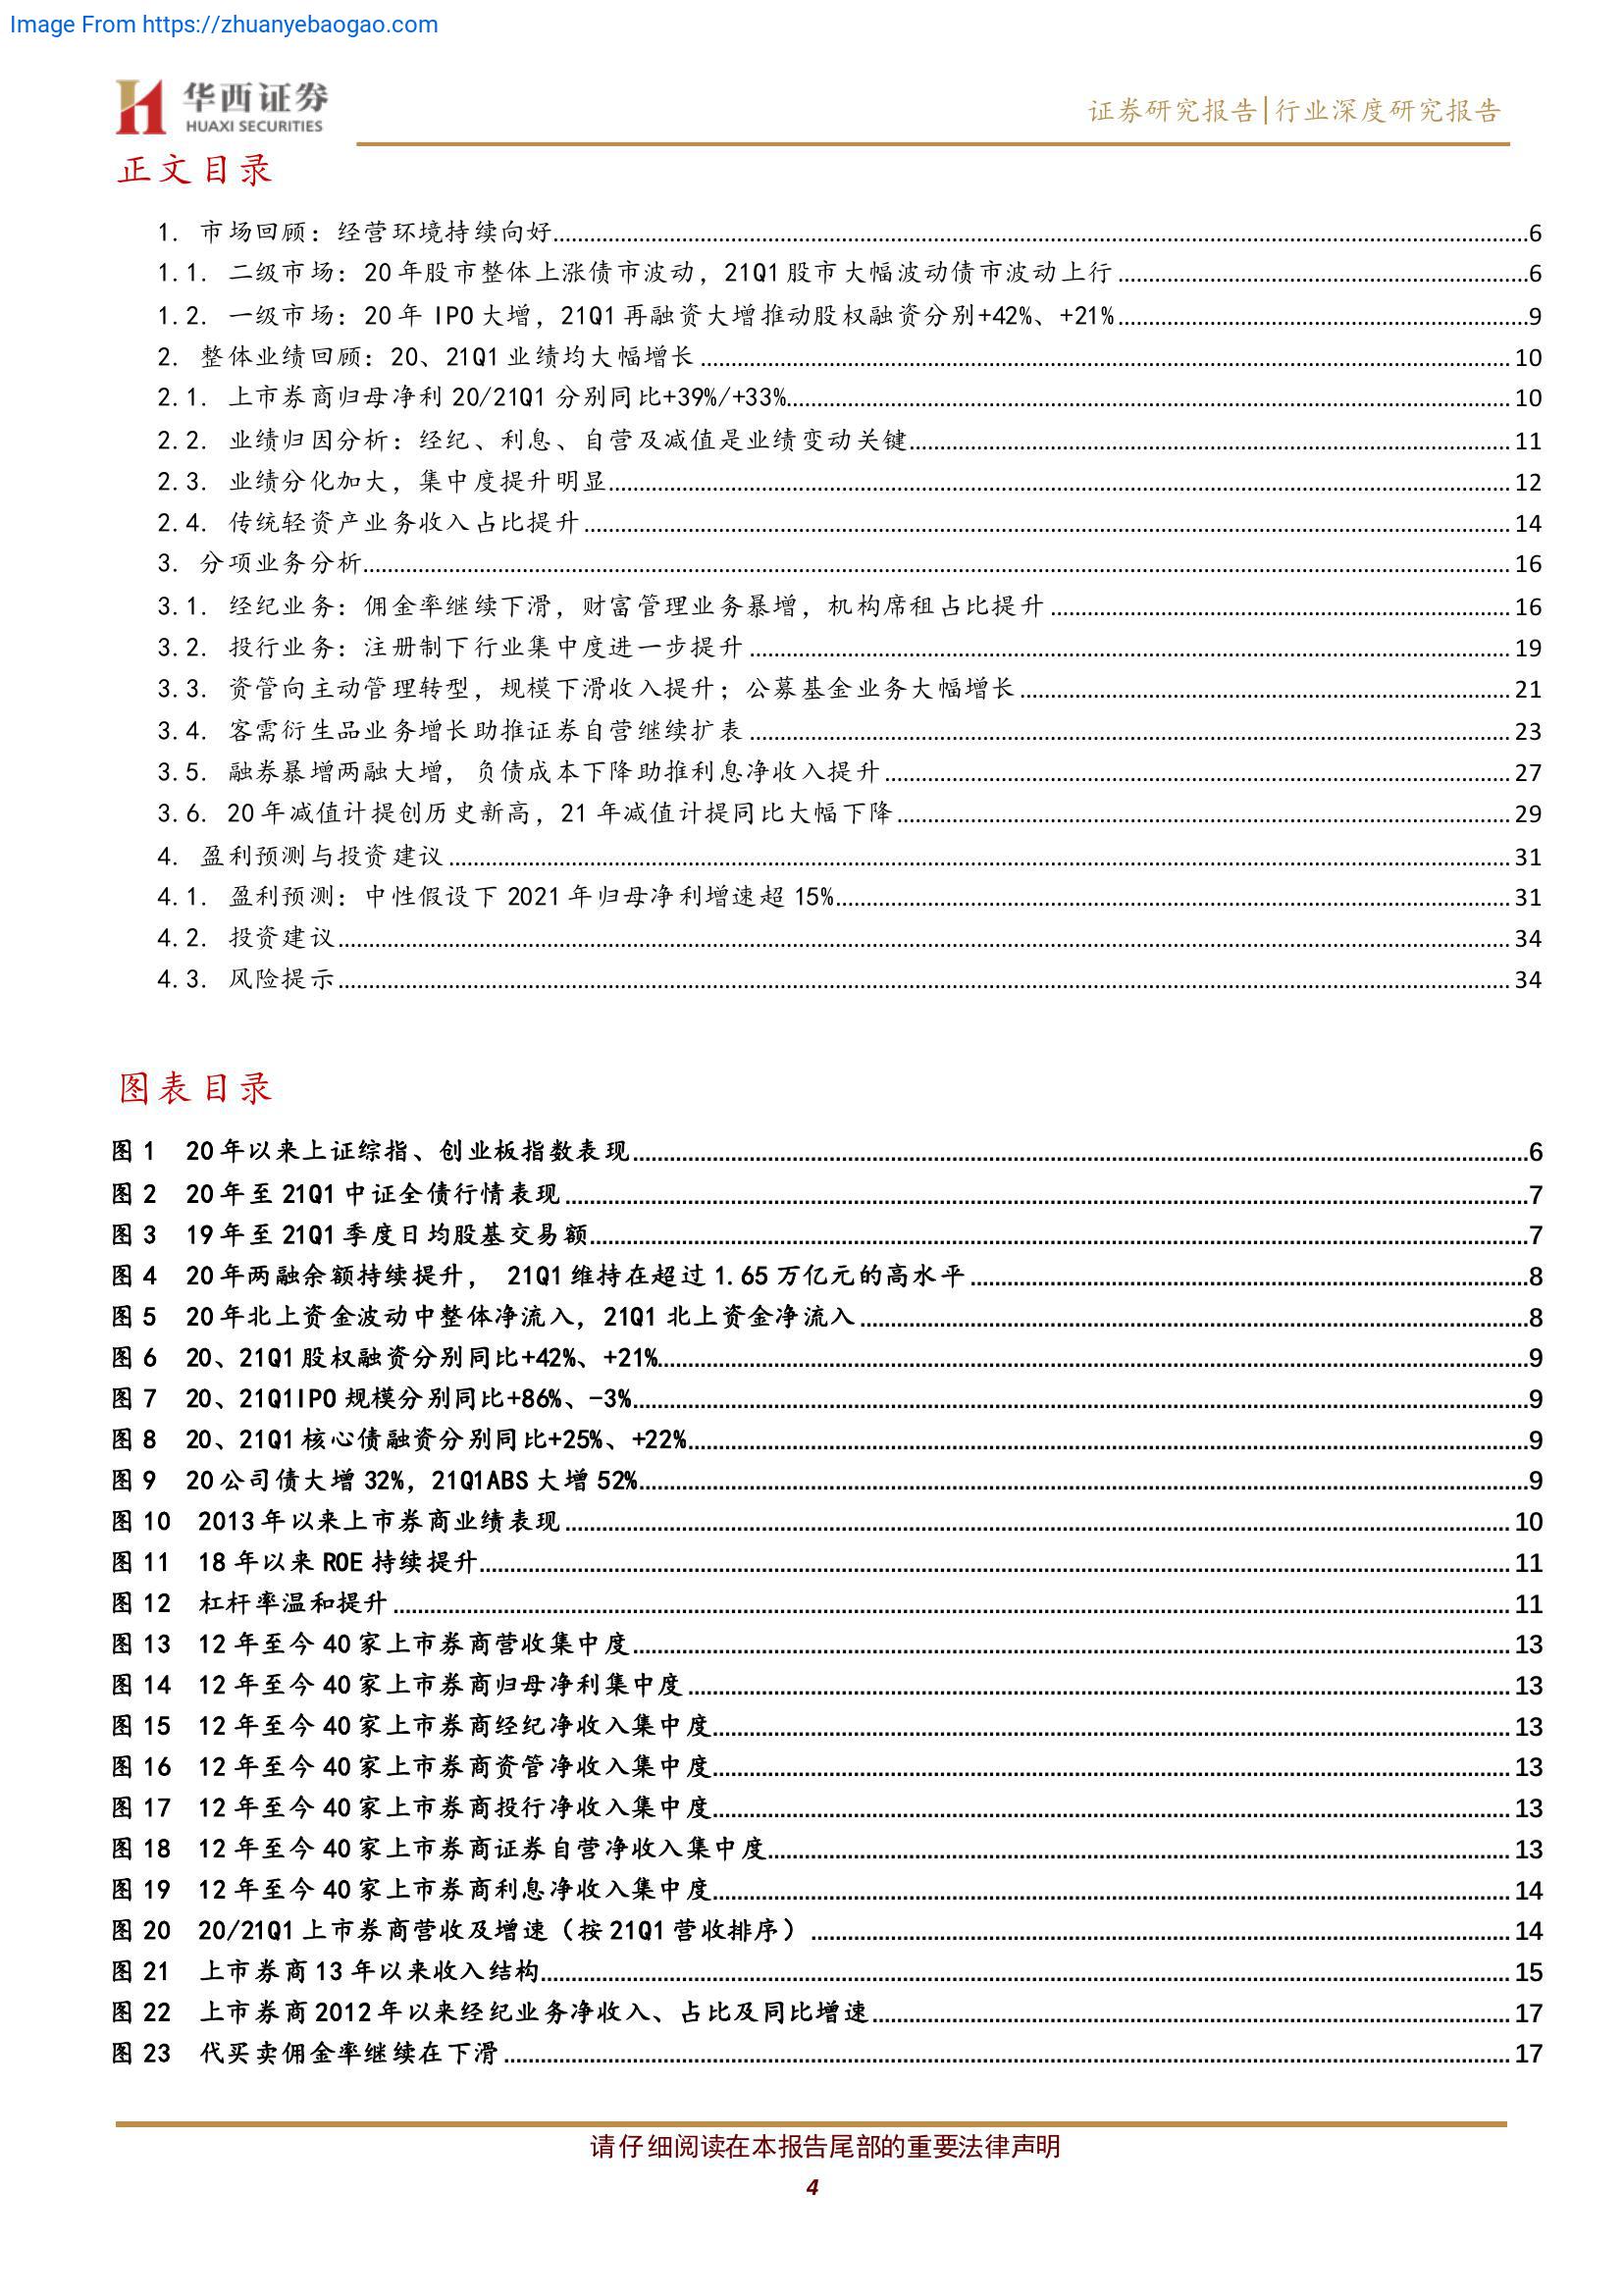 Image From https://zhuanyebaogao.com
华西证券
HUAXI SECURITIES
证券研究报告|行业深度研究报告
正文目录
1. 市场回顾：经营环境持续向好 6
1.1. 二级市场：20 年股市整体上涨债市波动，21Q1 股市大幅波动债市波动上行 6
1.2. 一级市场：20 年 IPO 大增，21Q1 再融资大增推动股权融资分别+42%、+21% 9
2. 整体业绩回顾：20、21Q1 业绩均大幅增长 10
2.1. 上市券商归母净利 20/21Q1 分别同比+39%/+33% 10
2.2. 业绩归因分析：经纪、利息、自营及减值是业绩变动关键 11
2.3. 业绩分化加大，集中度提升明显 12
2.4. 传统轻资产业务收入占比提升 14
3. 分项业务分析 16
3.1. 经纪业务：佣金率继续下滑，财富管理业务暴增，机构席租占比提升 16
3.2. 投行业务：注册制下行业集中度进一步提升 19
3.3. 资管向主动管理转型，规模下滑收入提升；公募基金业务大幅增长 21
3.4. 客需衍生品业务增长助推证券自营继续扩表 23
3.5. 融券暴增两融大增，负债成本下降助推利息净收入提升 27
3.6. 20 年减值计提创历史新高，21 年减值计提同比大幅下降 29
4. 盈利预测与投资建议 31
4.1. 盈利预测：中性假设下 2021 年归母净利增速超 15% 31
4.2. 投资建议 34
4.3. 风险提示 34
图表目录
图 1 20 年以来上证综指、创业板指数表现 6
图 2 20 年至 21Q1 中证全债行情表现 7
图 3 19 年至 21Q1 季度日均股基交易额 7
图 4 20 年两融余额持续提升， 21Q1 维持在超过 1.65 万亿元的高水平 8
图 5 20 年北上资金波动中整体净流入，21Q1 北上资金净流入 8
图 6 20、21Q1 股权融资分别同比+42%、+21% 9
图 7 20、21Q1IPO 规模分别同比+86%、-3% 9
图 8 20、21Q1 核心债融资分别同比+25%、+22% 9
图 9 20 公司债大增 32%，21Q1ABS 大增 52% 9
图 10 2013 年以来上市券商业绩表现 10
图 11 18 年以来 ROE 持续提升 11
图 12 杠杆率温和提升 11
图 13 12 年至今 40 家上市券商营收集中度 13
图 14 12 年至今 40 家上市券商归母净利集中度 13
图 15 12 年至今 40 家上市券商经纪净收入集中度 13
图 16 12 年至今 40 家上市券商资管净收入集中度 13
图 17 12 年至今 40 家上市券商投行净收入集中度 13
图 18 12 年至今 40 家上市券商证券自营净收入集中度 13
图 19 12 年至今 40 家上市券商利息净收入集中度 14
图 20 20/21Q1 上市券商营收及增速（按 21Q1 营收排序） 14
图 21 上市券商 13 年以来收入结构 15
图 22 上市券商 2012 年以来经纪业务净收入、占比及同比增速 17
图 23 代买卖佣金率继续在下滑 17
请仔细阅读在本报告尾部的重要法律声明
4